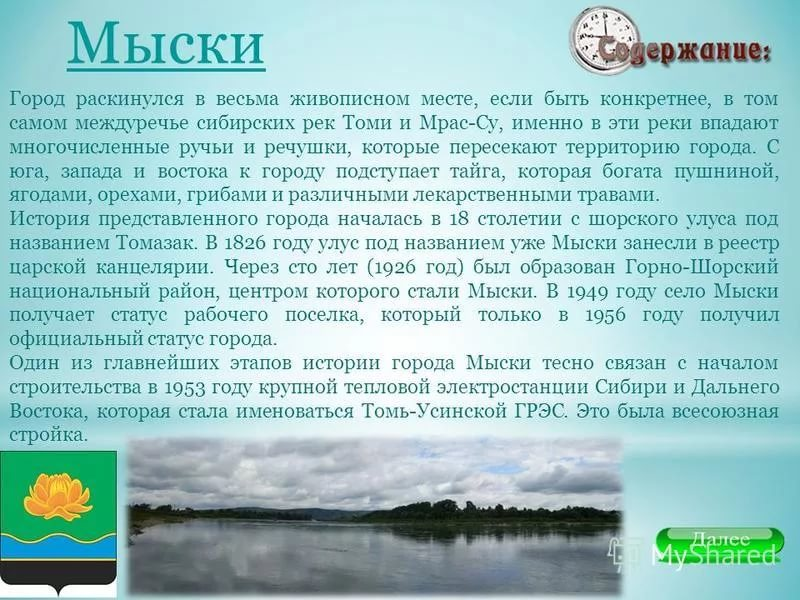 Мыски
Содержание:
Город раскинулся в весьма живописном месте, если быть конкретнее, в том
самом междуречье сибирских рек Томи и Мрас-Су, именно в эти реки впадают
многочисленные ручьи и речушки, которые пересекают территорию города. С
юга, запада и востока к городу подступает тайга, которая богата пушниной,
ягодами, орехами, грибами и различными лекарственными травами.
История представленного города началась в 18 столетии с шорского улуса под
названием Томазак. В 1826 году улус под названием уже Мыски занесли в реестр
царской канцелярии. Через сто лет (1926 год) был образован Горно-Шорский
национальный район, центром которого стали Мыски. В 1949 году село Мыски
получает статус рабочего поселка, который только в 1956 году получил
официальный статус города.
Один из главнейших этапов истории города Мыски тесно связан с началом
строительства в 1953 году крупной тепловой электростанции Сибири и Дальнего
Востока, которая стала именоваться Томь-Усинской ГРЭС. Это была всесоюзная
стройка.
Далее
MyShared